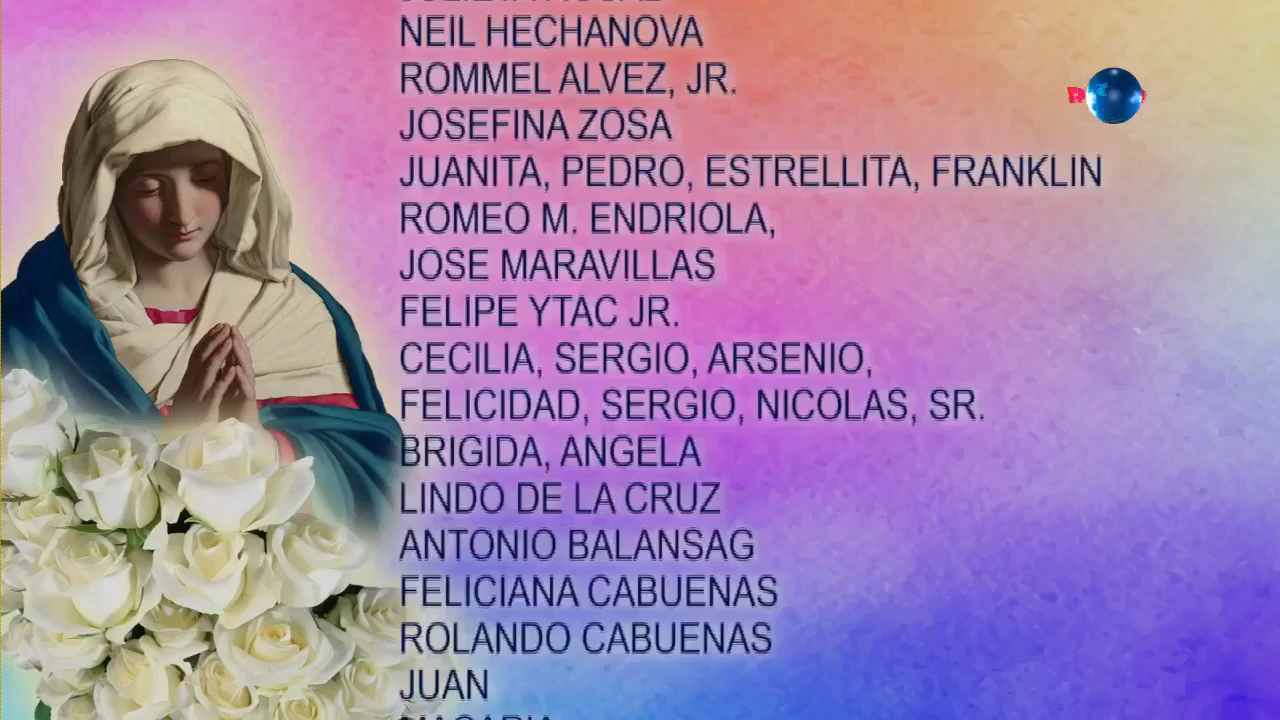 NEIL HECHANOVA
ROMMEL ALVEZ, JR.
JOSEFINA ZOSA
JUANITA, PEDRO, ESTRELLITA, FRANKLIN
ROMEO M. ENDRIOLA,
JOSE MARAVILLAS
FELIPE YTAC JR.
CECILIA, SERGIO, ARSENIO,
FELICIDAD, SERGIO, NICOLAS, SR.
BRIGIDA, ANGELA
LINDO DE LA CRUZ
ANTONIO BALANSAG
FELICIANA CABUENAS
ROLANDO CABUENAS
JUAN